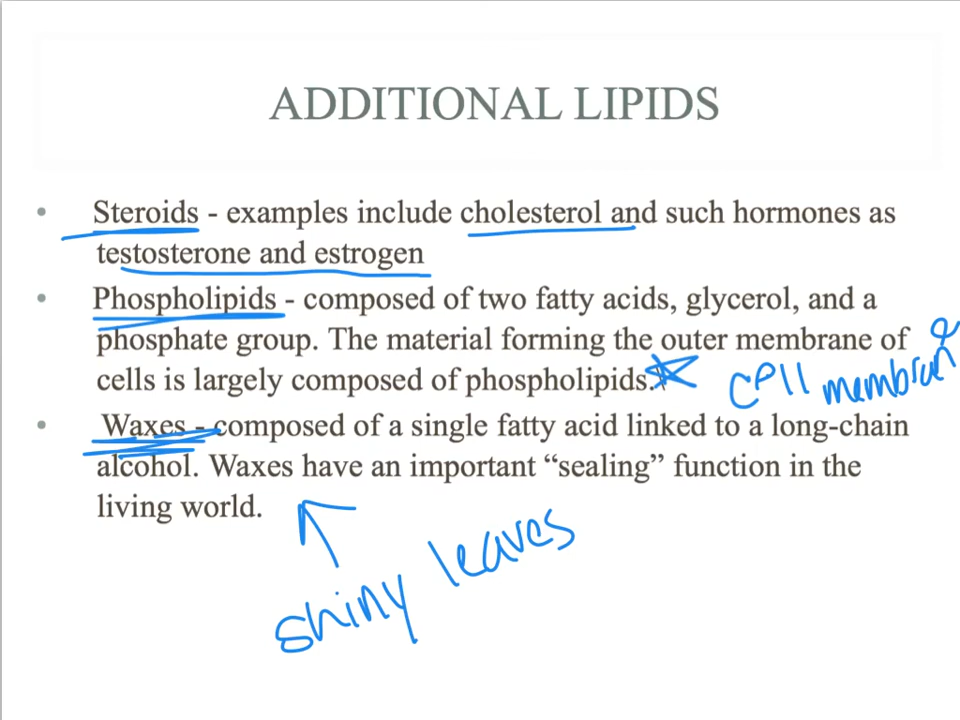 ADDITIONAL LIPIDS
• Steroids - examples include cholesterol and such hormones as
testosterone and estrogen
• Phospholipids - composed of two fatty acids, glycerol, and a
phosphate group. The material forming the outer membrane of
cells is largely composed of phospholipids.
cell membrane
• Waxes - composed of a single fatty acid linked to a long-chain
alcohol. Waxes have an important “sealing” function in the
living world.
shiny leaves